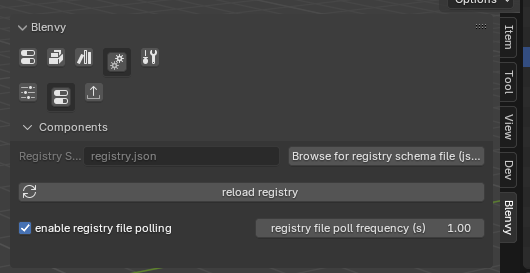 Options
Item
Tool
View
Dev
Blenvy
Blenvy
Components
Registry S... registry.json Browse for registry schema file (js...
reload registry
enable registry file polling registry file poll frequency (s) 1.00